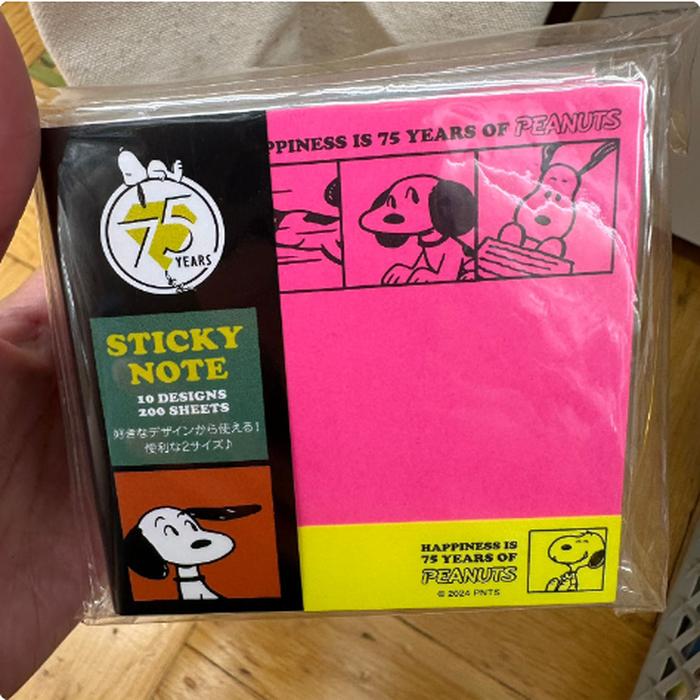 75
YEARS
STICKY
NOTE
10 DESIGNS
200 SHEETS
好きなデザインから使える!
便利な2サイズ♪
PPINESS IS 75 YEARS OF PEANUTS
HAPPINESS IS
75 YEARS OF
PEANUTS
© 2024 PNTS